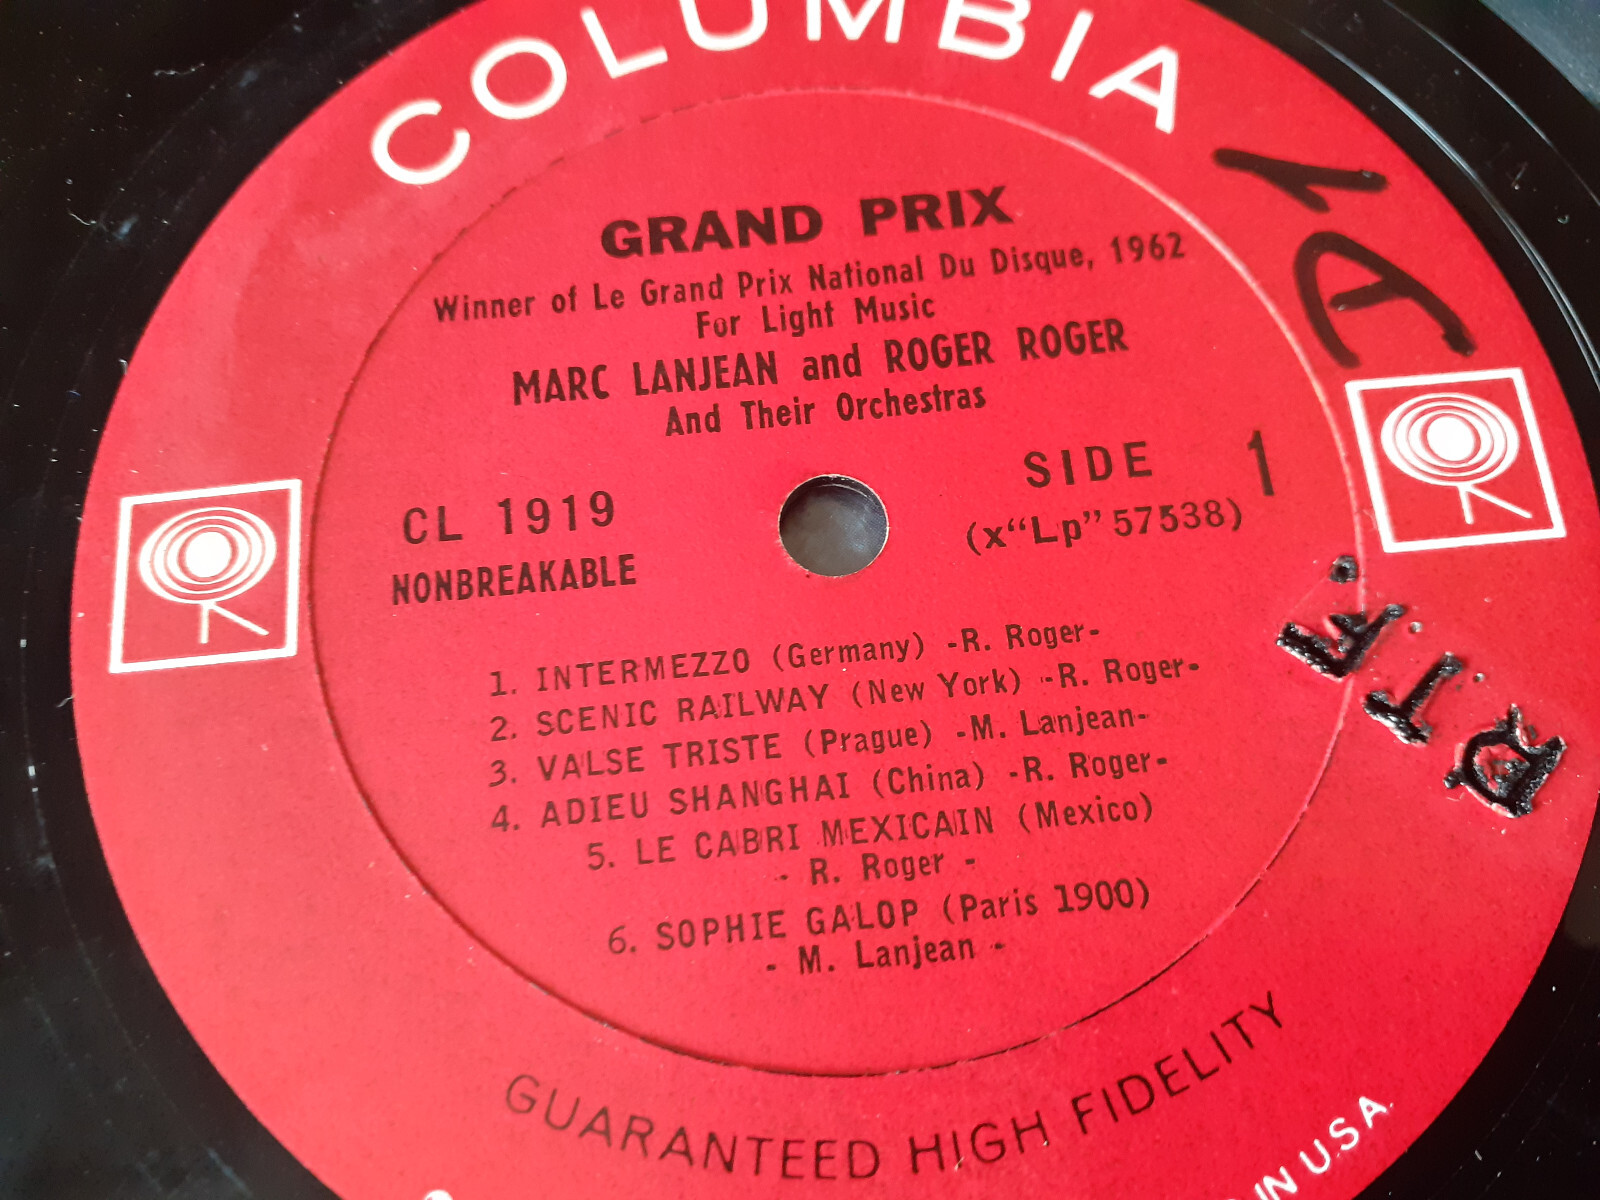 COLUMBIA
GRAND PRIX
Winner of Le Grand Prix National Du Disque, 1962
For Light Music
MARC LANJEAN and ROGER ROGER
And Their Orchestras
CL 1919
NONBREAKABLE
SIDE 1
(x“Lp” 57538)
1. INTERMEZZO (Germany) -R. Roger-
2. SCENIC RAILWAY (New York) -R. Roger-
3. VALSE TRISTE (Prague) -M. Lanjean-
4. ADIEU SHANGHAI (China) -R. Roger-
5. LE CABRI MEXICAIN (Mexico)
- R. Roger -
6. SOPHIE GALOP (Paris 1900)
- M. Lanjean -
GUARANTEED HIGH FIDELITY
IN U.S.A.
1A